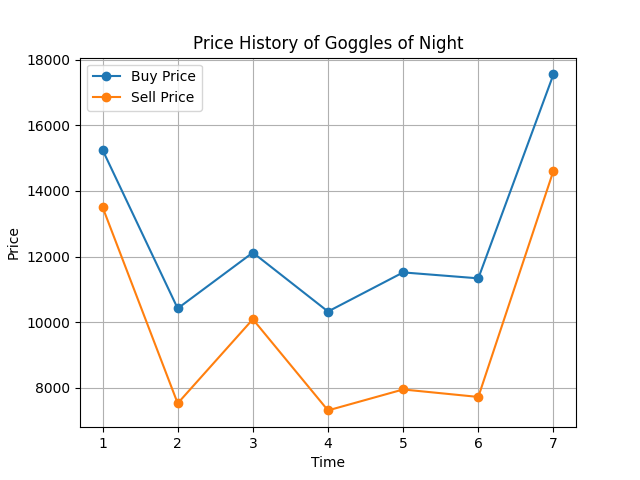 Price History of Goggles of Night
Buy Price
Sell Price
18000
16000
14000
12000
10000
8000
Price
1 2 3 4 5 6 7
Time